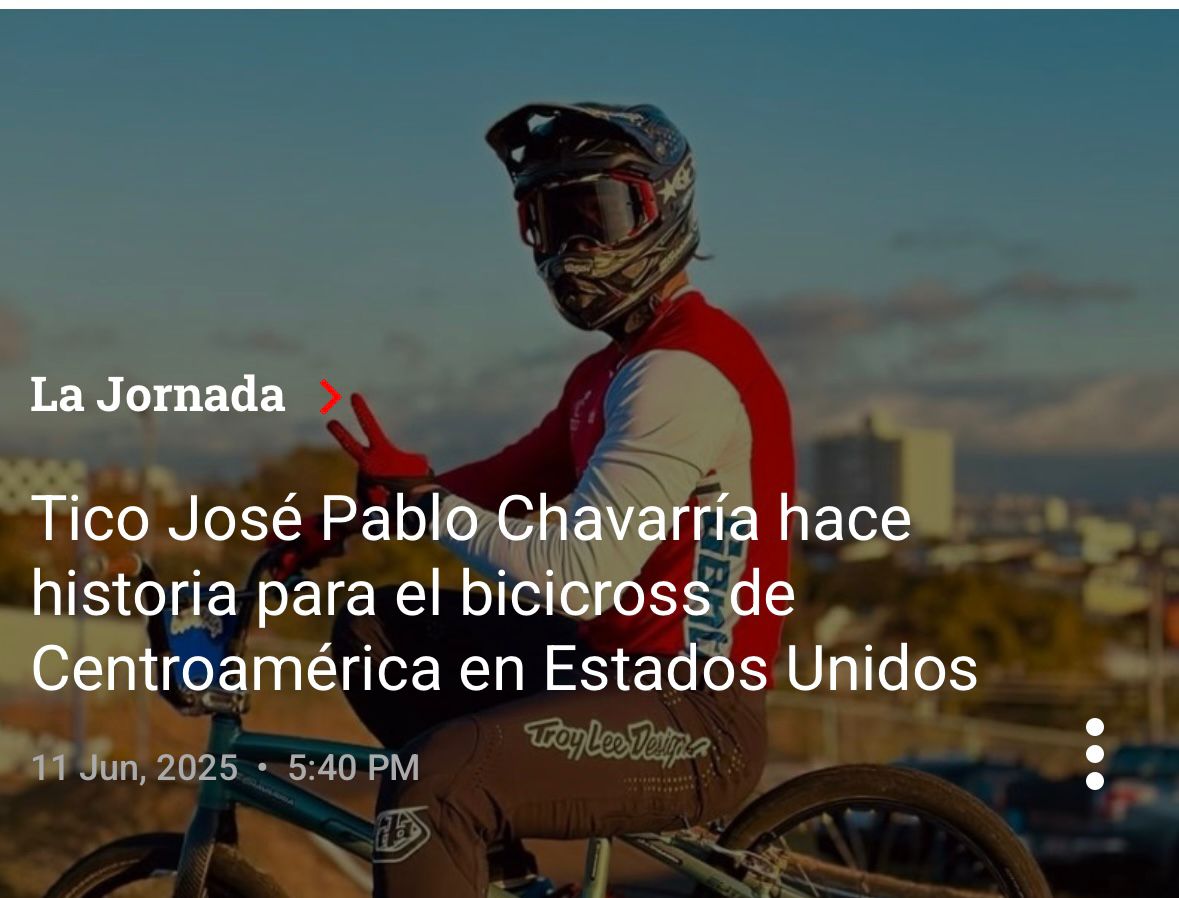 La Jornada
Tico José Pablo Chavarría hace
historia para el bicicross de
Centroamérica en Estados Unidos
11 Jun, 2025 • 5:40 PM
Troy Lee Designs